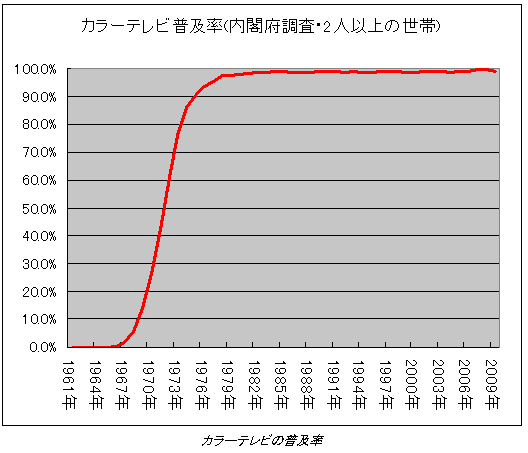 カラーテレビ普及率(内閣府調査・2人以上の世帯)
100.0%
90.0%
80.0%
70.0%
60.0%
50.0%
40.0%
30.0%
20.0%
10.0%
0.0%
1961年
1964年
1967年
1970年
1973年
1976年
1979年
1982年
1985年
1988年
1991年
1994年
1997年
2000年
2003年
2006年
2009年
カラーテレビの普及率